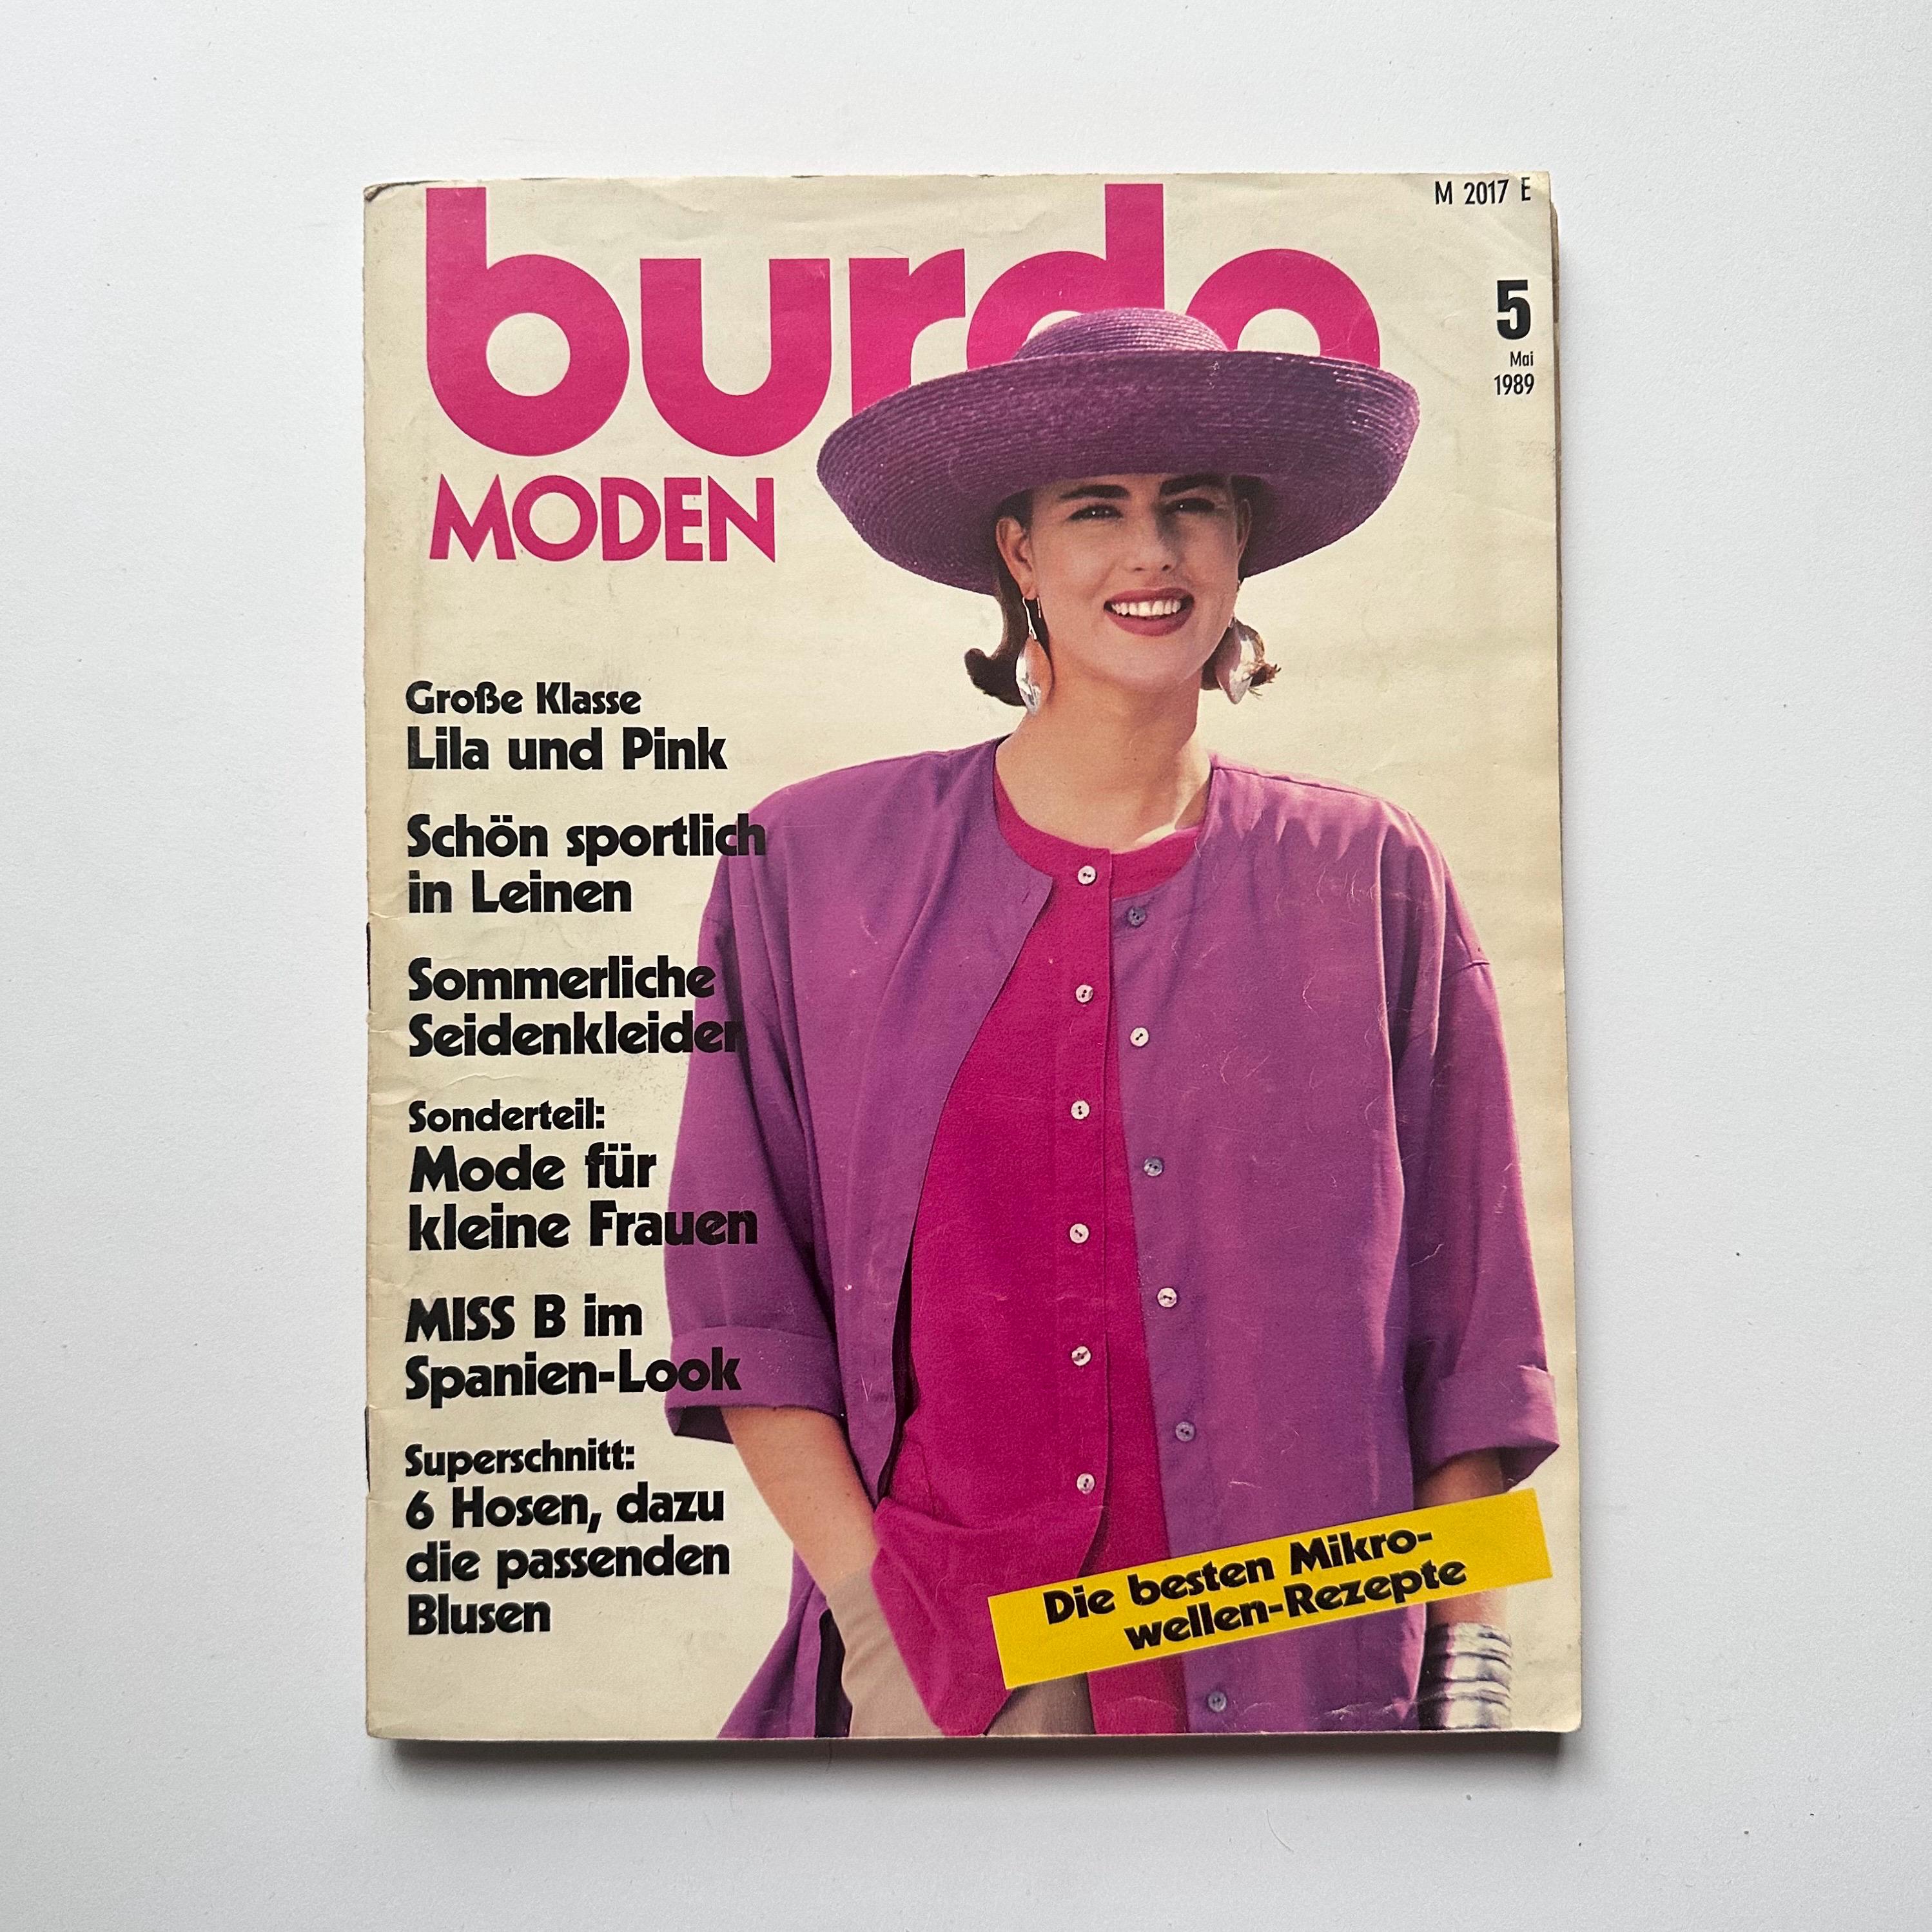 burda
MODEN
M 2017 E
5
Mai
1989
Große Klasse
Lila und Pink
Schön sportlich
in Leinen
Sommerliche
Seidenkleider
Sonderteil:
Mode für
kleine Frauen
MISS B im
Spanien-Look
Superschnitt:
6 Hosen, dazu
die passenden
Blusen
Die besten Mikro-
wellen-Rezepte